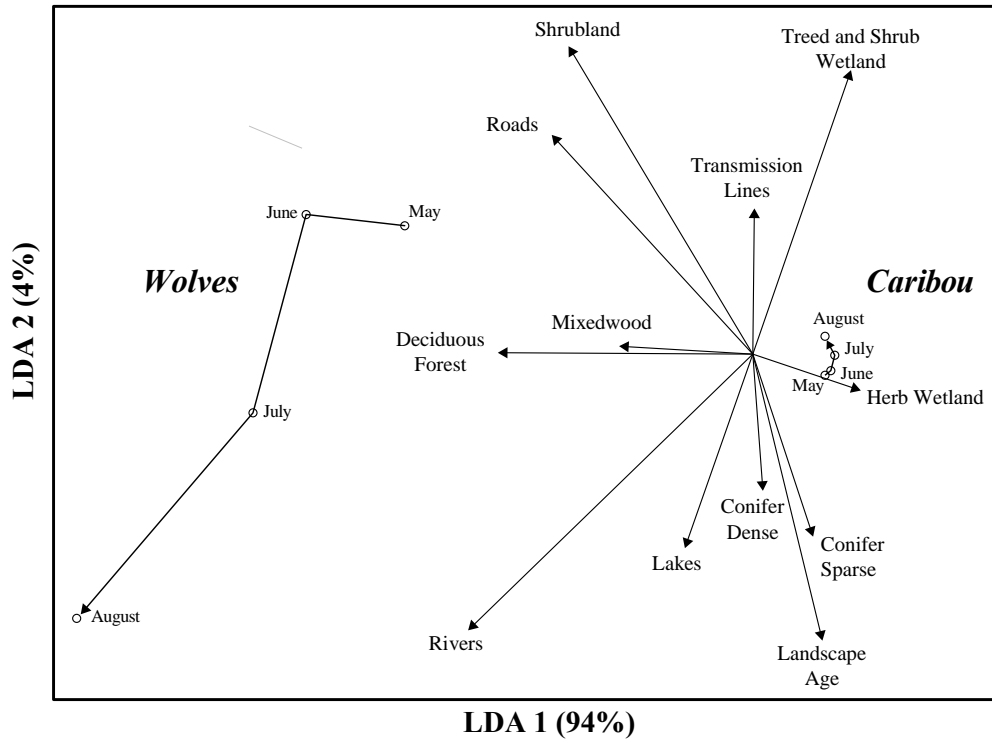 Shrubland
Treed and Shrub
Wetland
Roads
Transmission
Lines
June
May
Wolves
Caribou
LDA 2 (4%)
August
Mixedwood
Deciduous
Forest
July
June
May
Herb Wetland
July
Conifer
Dense
Conifer
Sparse
Lakes
August
Rivers
Landscape
Age
LDA 1 (94%)